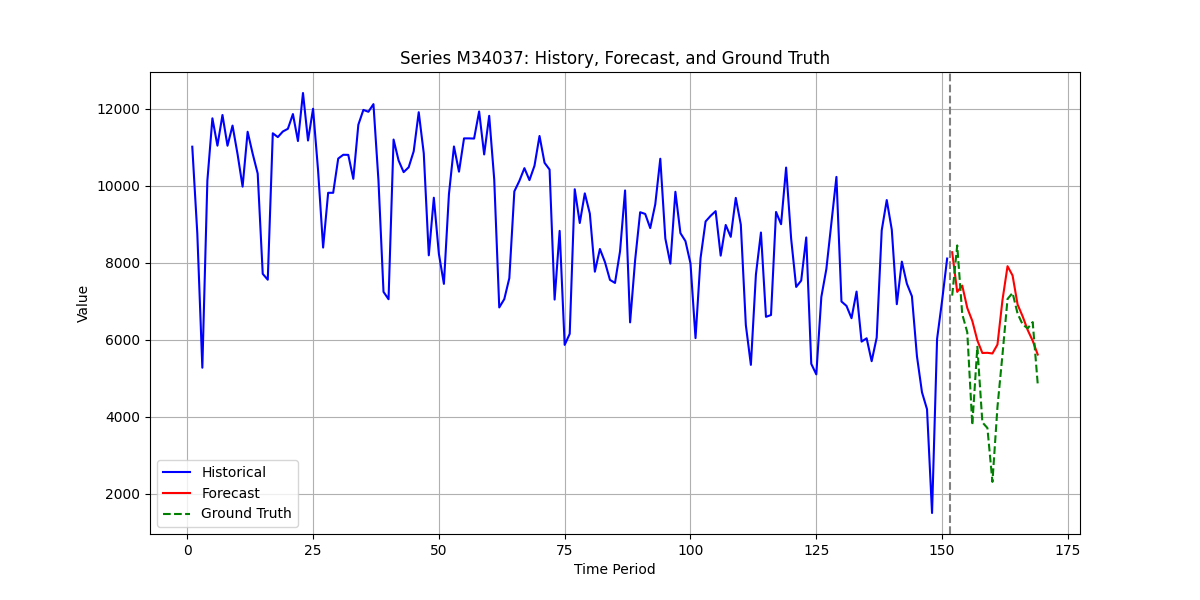 Series M34037: History, Forecast, and Ground Truth
12000
10000
8000
6000
4000
2000
Value
Historical
Forecast
Ground Truth
0 25 50 75 100 125 150 175
Time Period